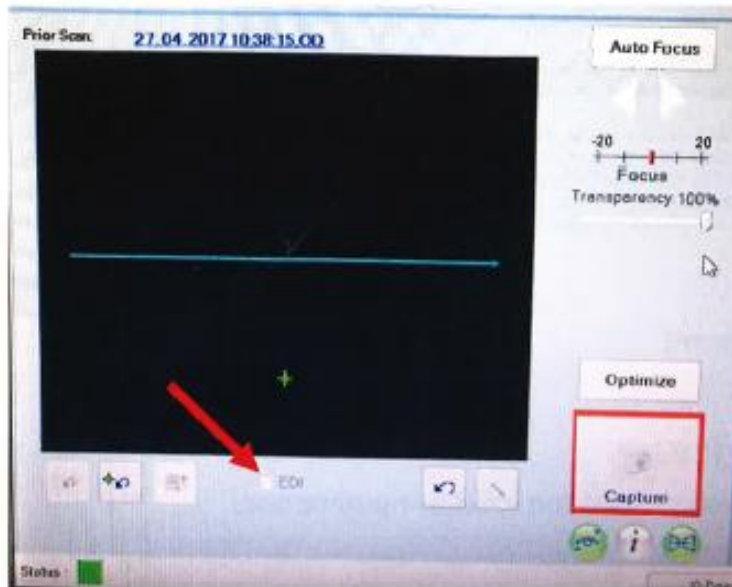 Prior Scan: 27.04.2017 10:38:15,OD
Auto Focus
-20 20
Focus
Transparency 100%
Optimize
EDI
Capture
i
Status